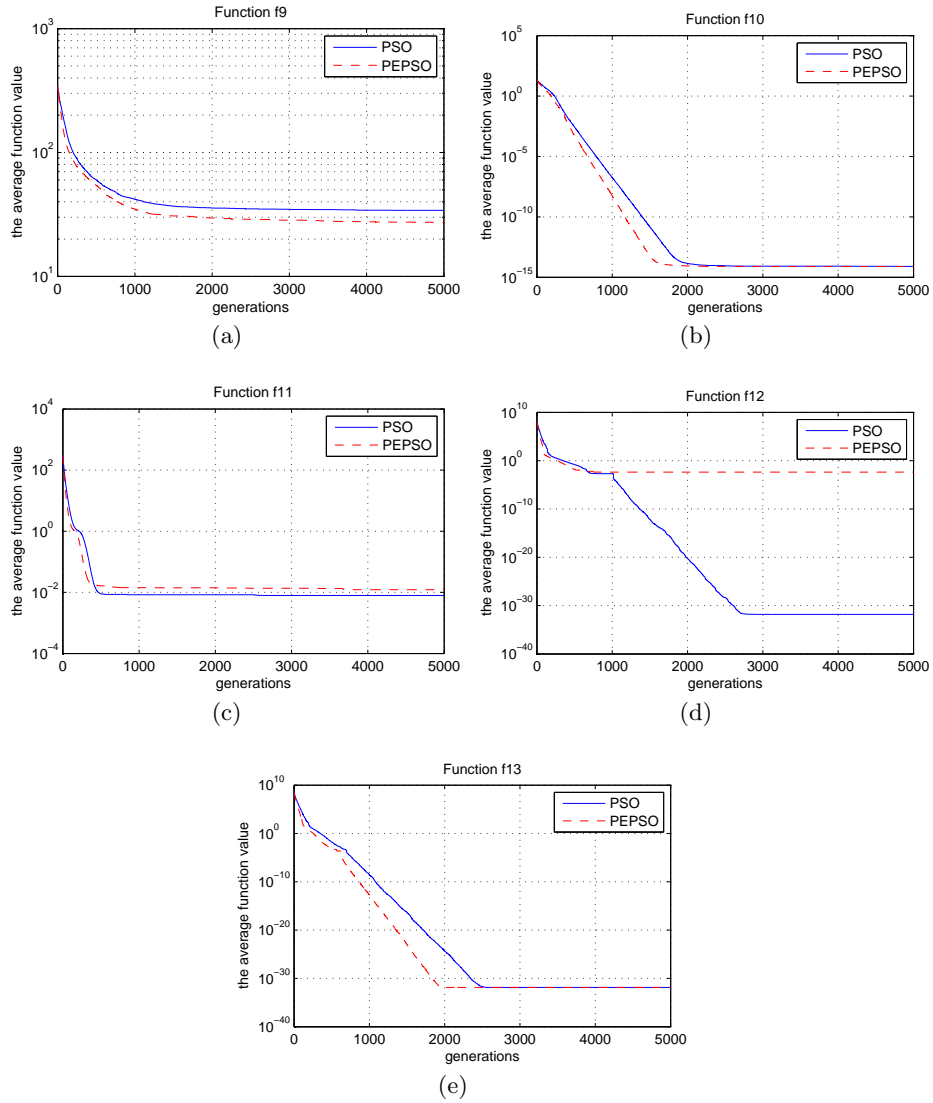 Function f9
the average function value
10^3
10^2
10^1
PSO
PEPSO
0 1000 2000 3000 4000 5000
generations
(a)
Function f10
the average function value
10^5
10^0
10^−5
10^−10
10^−15
PSO
PEPSO
0 1000 2000 3000 4000 5000
generations
(b)
Function f11
the average function value
10^4
10^2
10^0
10^−2
10^−4
PSO
PEPSO
0 1000 2000 3000 4000 5000
generations
(c)
Function f12
the average function value
10^10
10^0
10^−10
10^−20
10^−30
10^−40
PSO
PEPSO
0 1000 2000 3000 4000 5000
generations
(d)
Function f13
the average function value
10^10
10^0
10^−10
10^−20
10^−30
10^−40
PSO
PEPSO
0 1000 2000 3000 4000 5000
generations
(e)